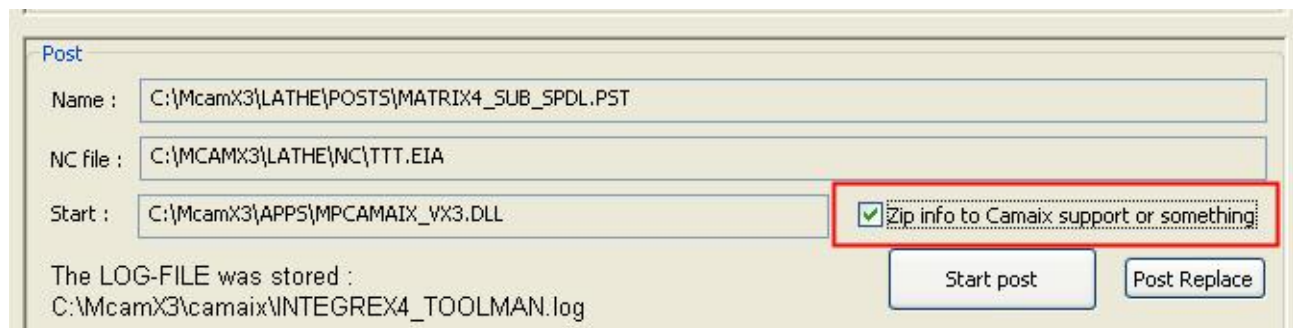 Post
Name : C:\McamX3\LATHE\POSTS\MATRIX4_SUB_SPDL.PST
NC file : C:\MCAMX3\LATHE\NC\TTT.EIA
Start : C:\McamX3\APPS\MPCAMAIX_VX3.DLL Zip info to Camaix support or something
The LOG-FILE was stored :
Start post Post Replace
C:\McamX3\camaix\INTEGREX4_TOOLMAN.log